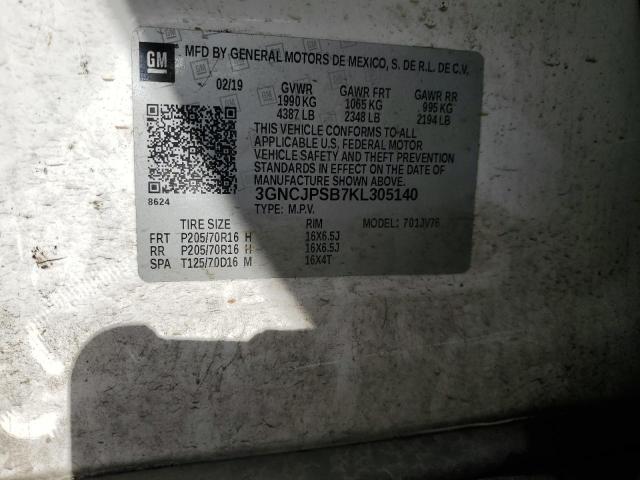 GM MFD BY GENERAL MOTORS DE MEXICO, S. DE R.L. DE C.V.
02/19 GVWR GAWR FRT GAWR RR
1990 KG 1065 KG 995 KG
4387 LB 2348 LB 2194 LB
THIS VEHICLE CONFORMS TO ALL
APPLICABLE U.S. FEDERAL MOTOR
VEHICLE SAFETY AND THEFT PREVENTION
STANDARDS IN EFFECT ON THE DATE OF
MANUFACTURE SHOWN ABOVE.
8624 3GNCJPSB7KL305140
TYPE: M.P.V.
TIRE SIZE RIM MODEL: 701JV76
FRT P205/70R16 H 16X6.5J
RR P205/70R16 H 16X6.5J
SPA T125/70D16 M 16X4T